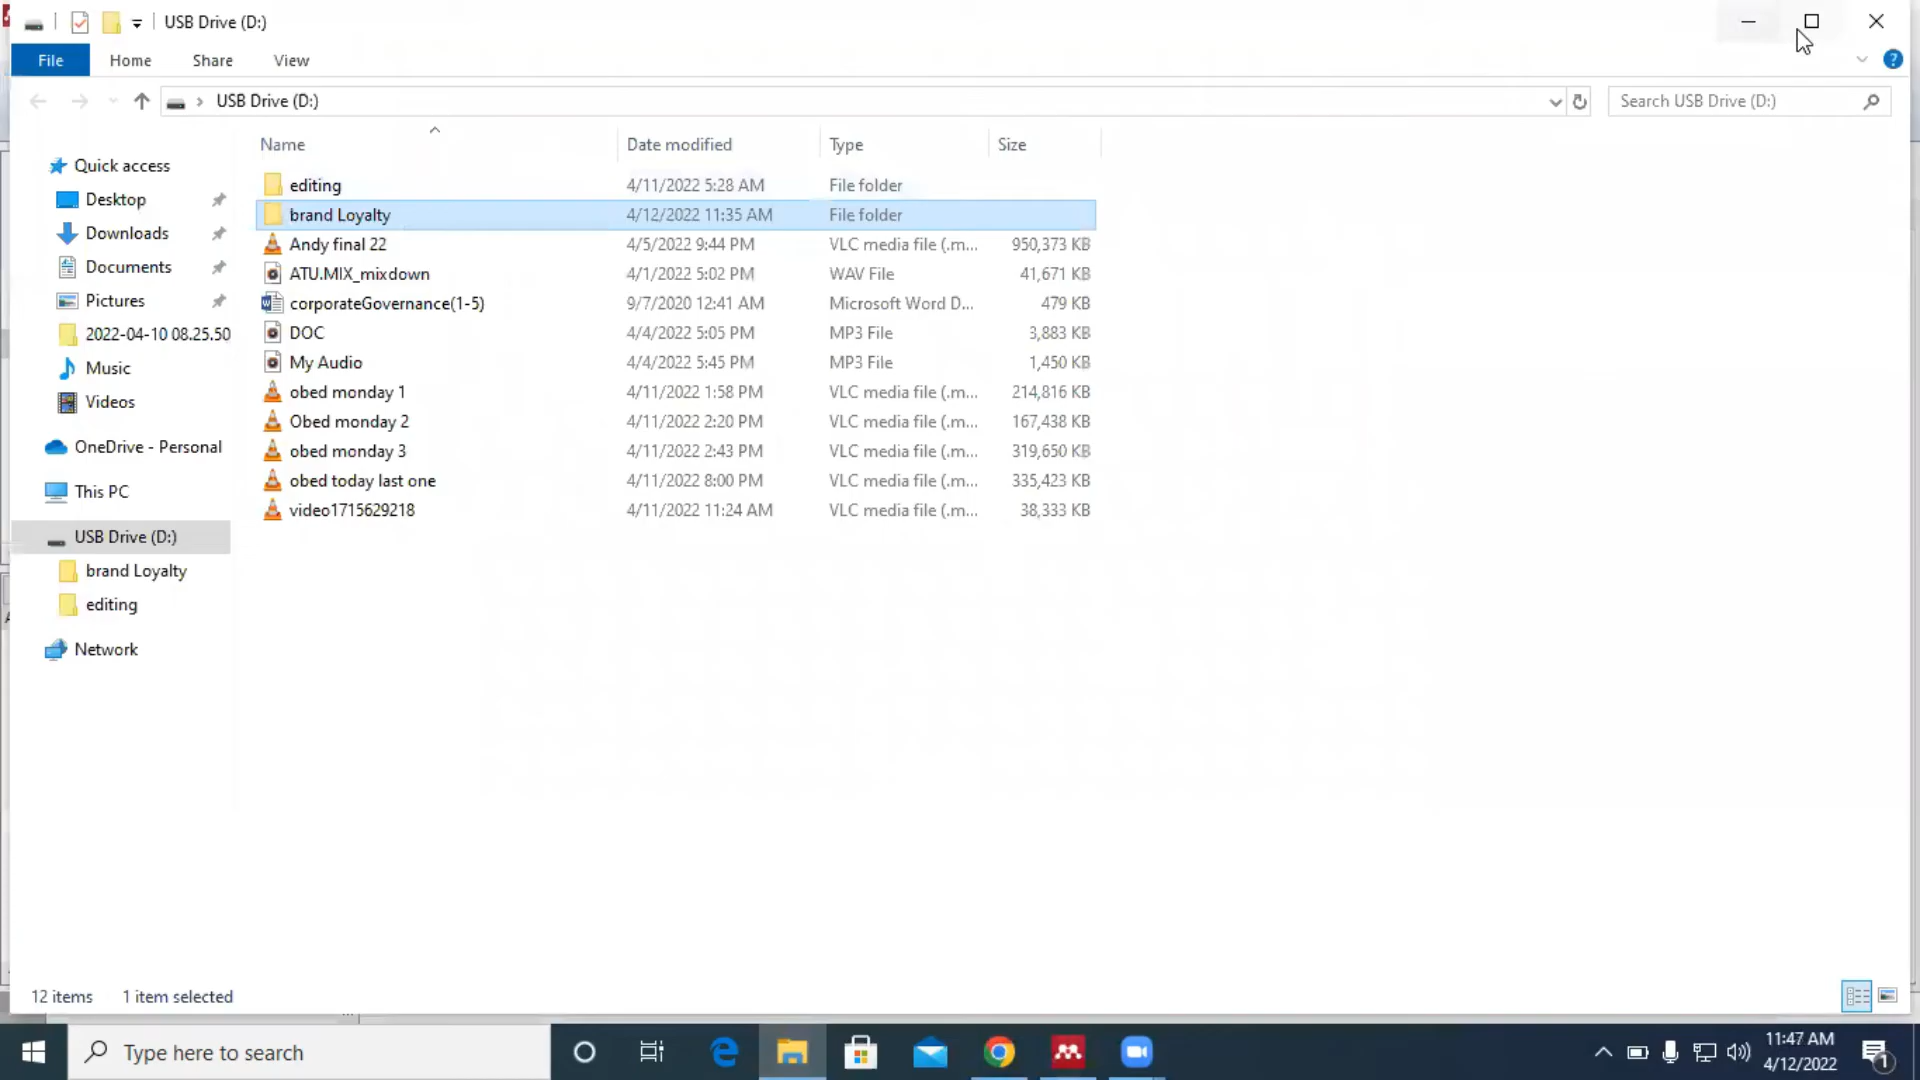 USB Drive (D:)
File Home Share View
USB Drive (D:) Search USB Drive (D:)
Name Date modified Type Size
Quick access
Desktop
Downloads
Documents
Pictures
2022-04-10 08.25.50
Music
Videos
OneDrive - Personal
This PC
USB Drive (D:)
brand Loyalty
editing
Network
editing 4/11/2022 5:28 AM File folder
brand Loyalty 4/12/2022 11:35 AM File folder
Andy final 22 4/5/2022 9:44 PM VLC media file (.m... 950,373 KB
ATU.MIX_mixdown 4/1/2022 5:02 PM WAV File 41,671 KB
corporateGovernance(1-5) 9/7/2020 12:41 AM Microsoft Word D... 479 KB
DOC 4/4/2022 5:05 PM MP3 File 3,883 KB
My Audio 4/4/2022 5:45 PM MP3 File 1,450 KB
obed monday 1 4/11/2022 1:58 PM VLC media file (.m... 214,816 KB
Obed monday 2 4/11/2022 2:20 PM VLC media file (.m... 167,438 KB
obed monday 3 4/11/2022 2:43 PM VLC media file (.m... 319,650 KB
obed today last one 4/11/2022 8:00 PM VLC media file (.m... 335,423 KB
video1715629218 4/11/2022 11:24 AM VLC media file (.m... 38,333 KB
12 items 1 item selected
Type here to search
11:47 AM
4/12/2022
1